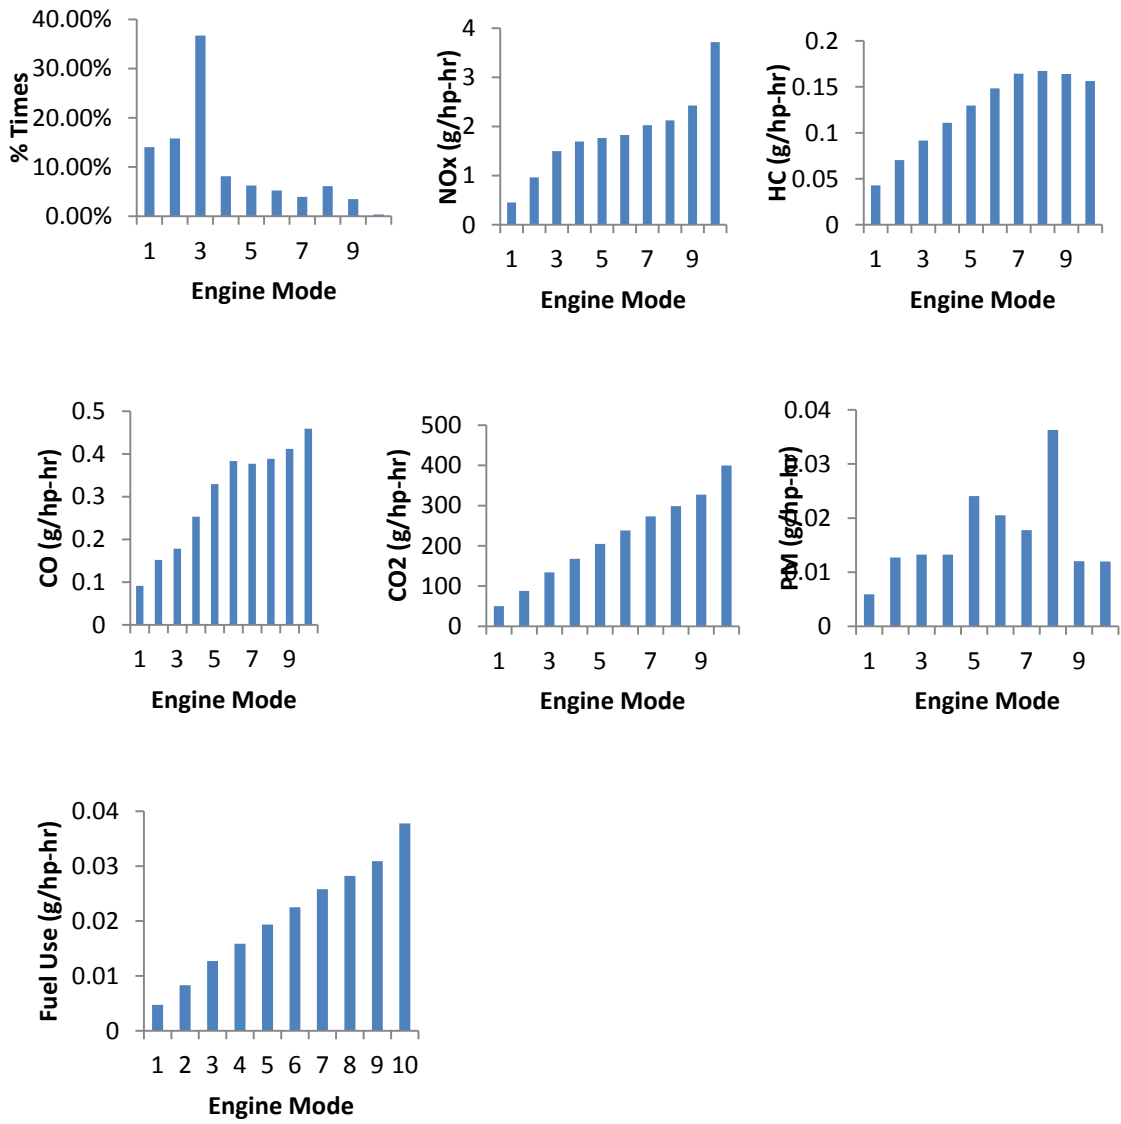 40.00%
30.00%
20.00%
10.00%
0.00%
% Times
1 3 5 7 9
Engine Mode
4
3
2
1
0
NOx (g/hp-hr)
1 3 5 7 9
Engine Mode
0.2
0.15
0.1
0.05
0
HC (g/hp-hr)
1 3 5 7 9
Engine Mode
0.5
0.4
0.3
0.2
0.1
0
CO (g/hp-hr)
1 3 5 7 9
Engine Mode
500
400
300
200
100
0
CO2 (g/hp-hr)
1 3 5 7 9
Engine Mode
0.04
0.03
0.02
0.01
0
PM (g/hp-hr)
1 3 5 7 9
Engine Mode
0.04
0.03
0.02
0.01
0
Fuel Use (g/hp-hr)
1 2 3 4 5 6 7 8 9 10
Engine Mode